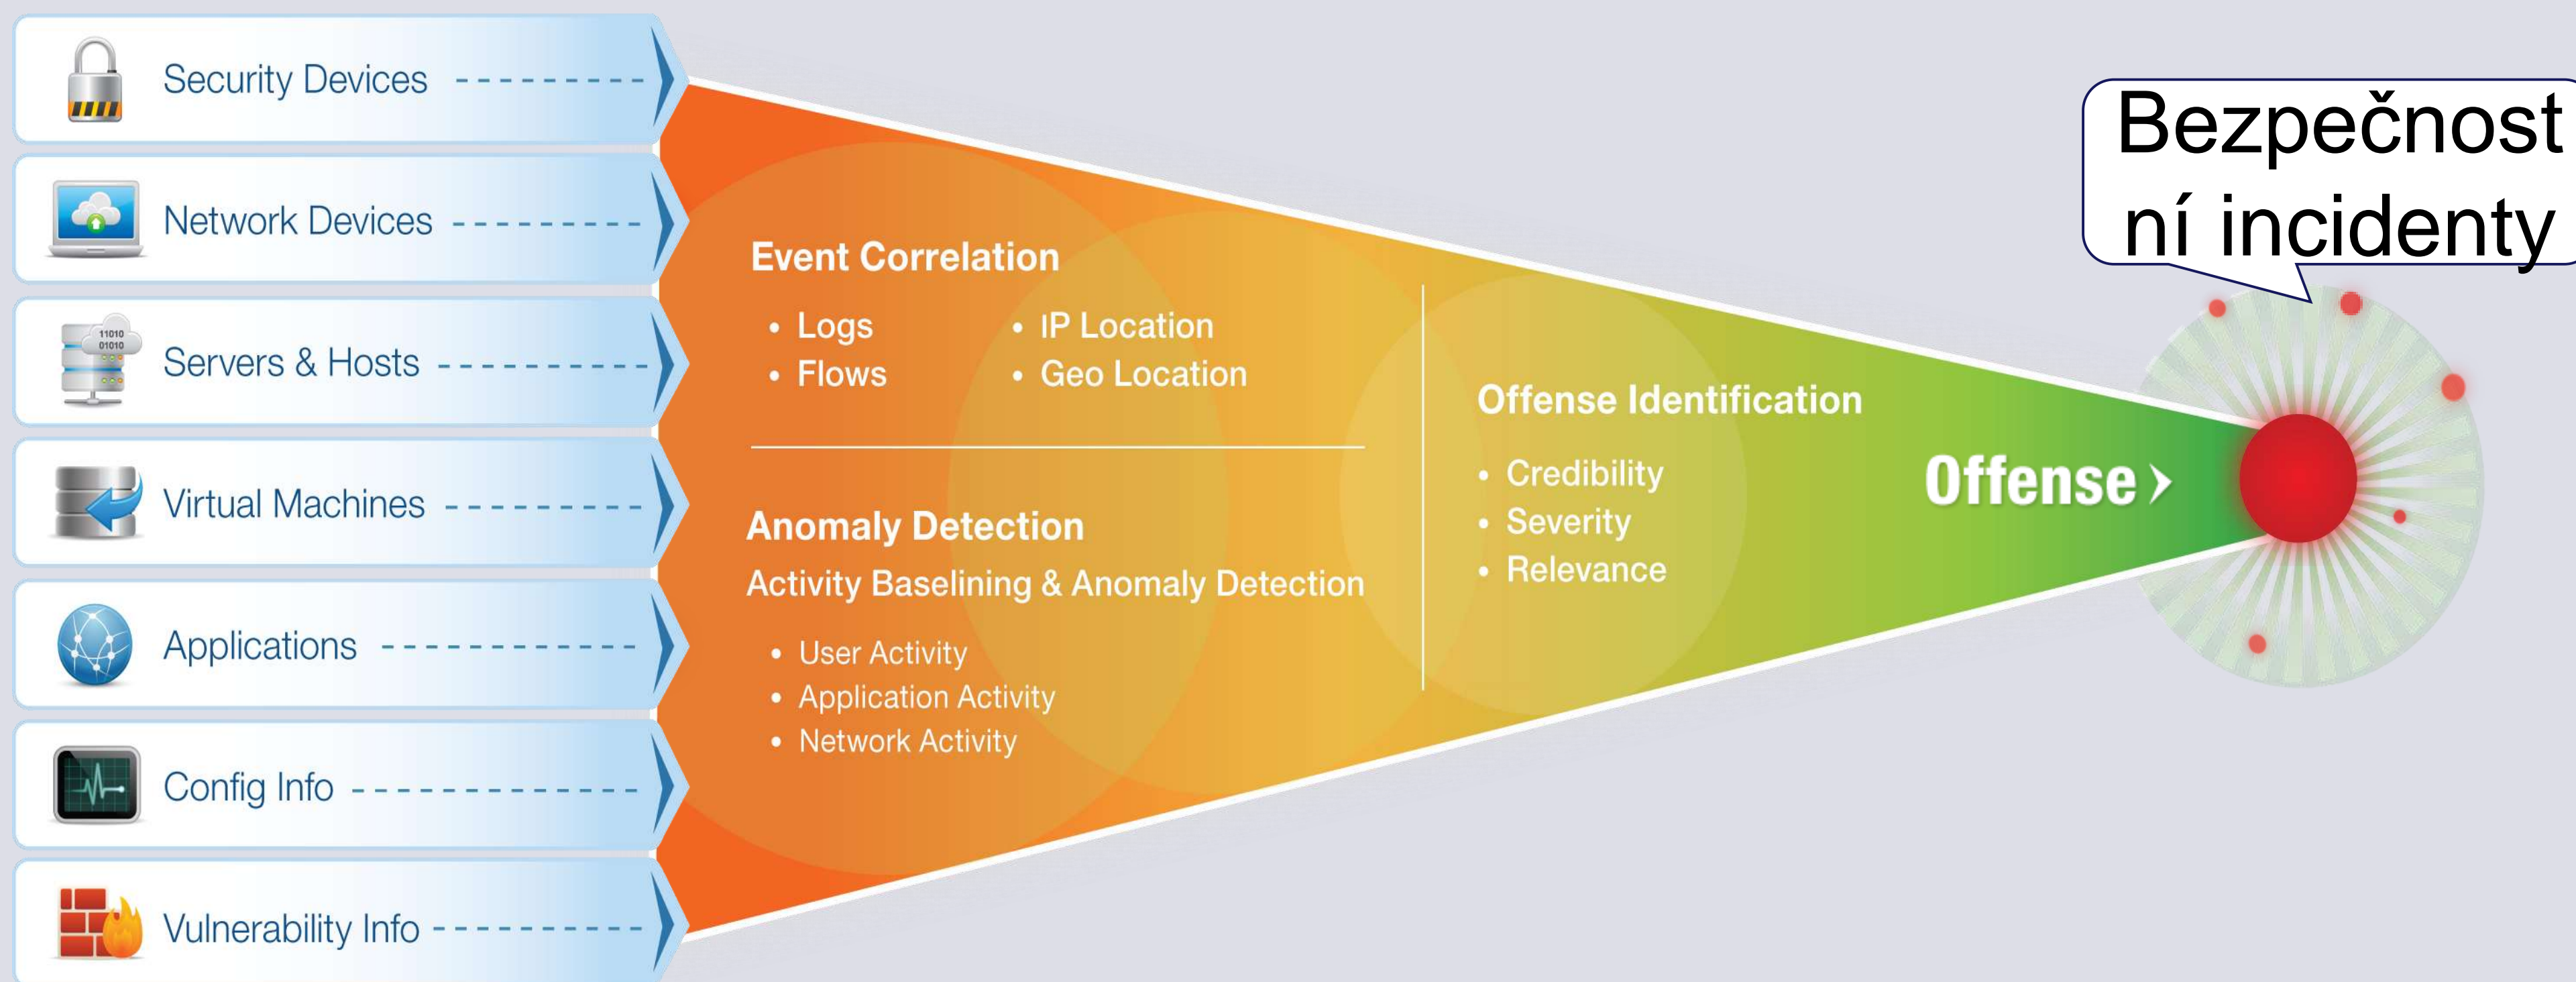 Security Devices
Network Devices
11010
01010
Servers & Hosts
Virtual Machines
Applications
Config Info
Vulnerability Info
Event Correlation
• Logs
• Flows
• IP Location
• Geo Location
Anomaly Detection
Activity Baselining & Anomaly Detection
• User Activity
• Application Activity
• Network Activity
Offense Identification
• Credibility
• Severity
• Relevance
Offense >
Bezpečnost
ní incidenty